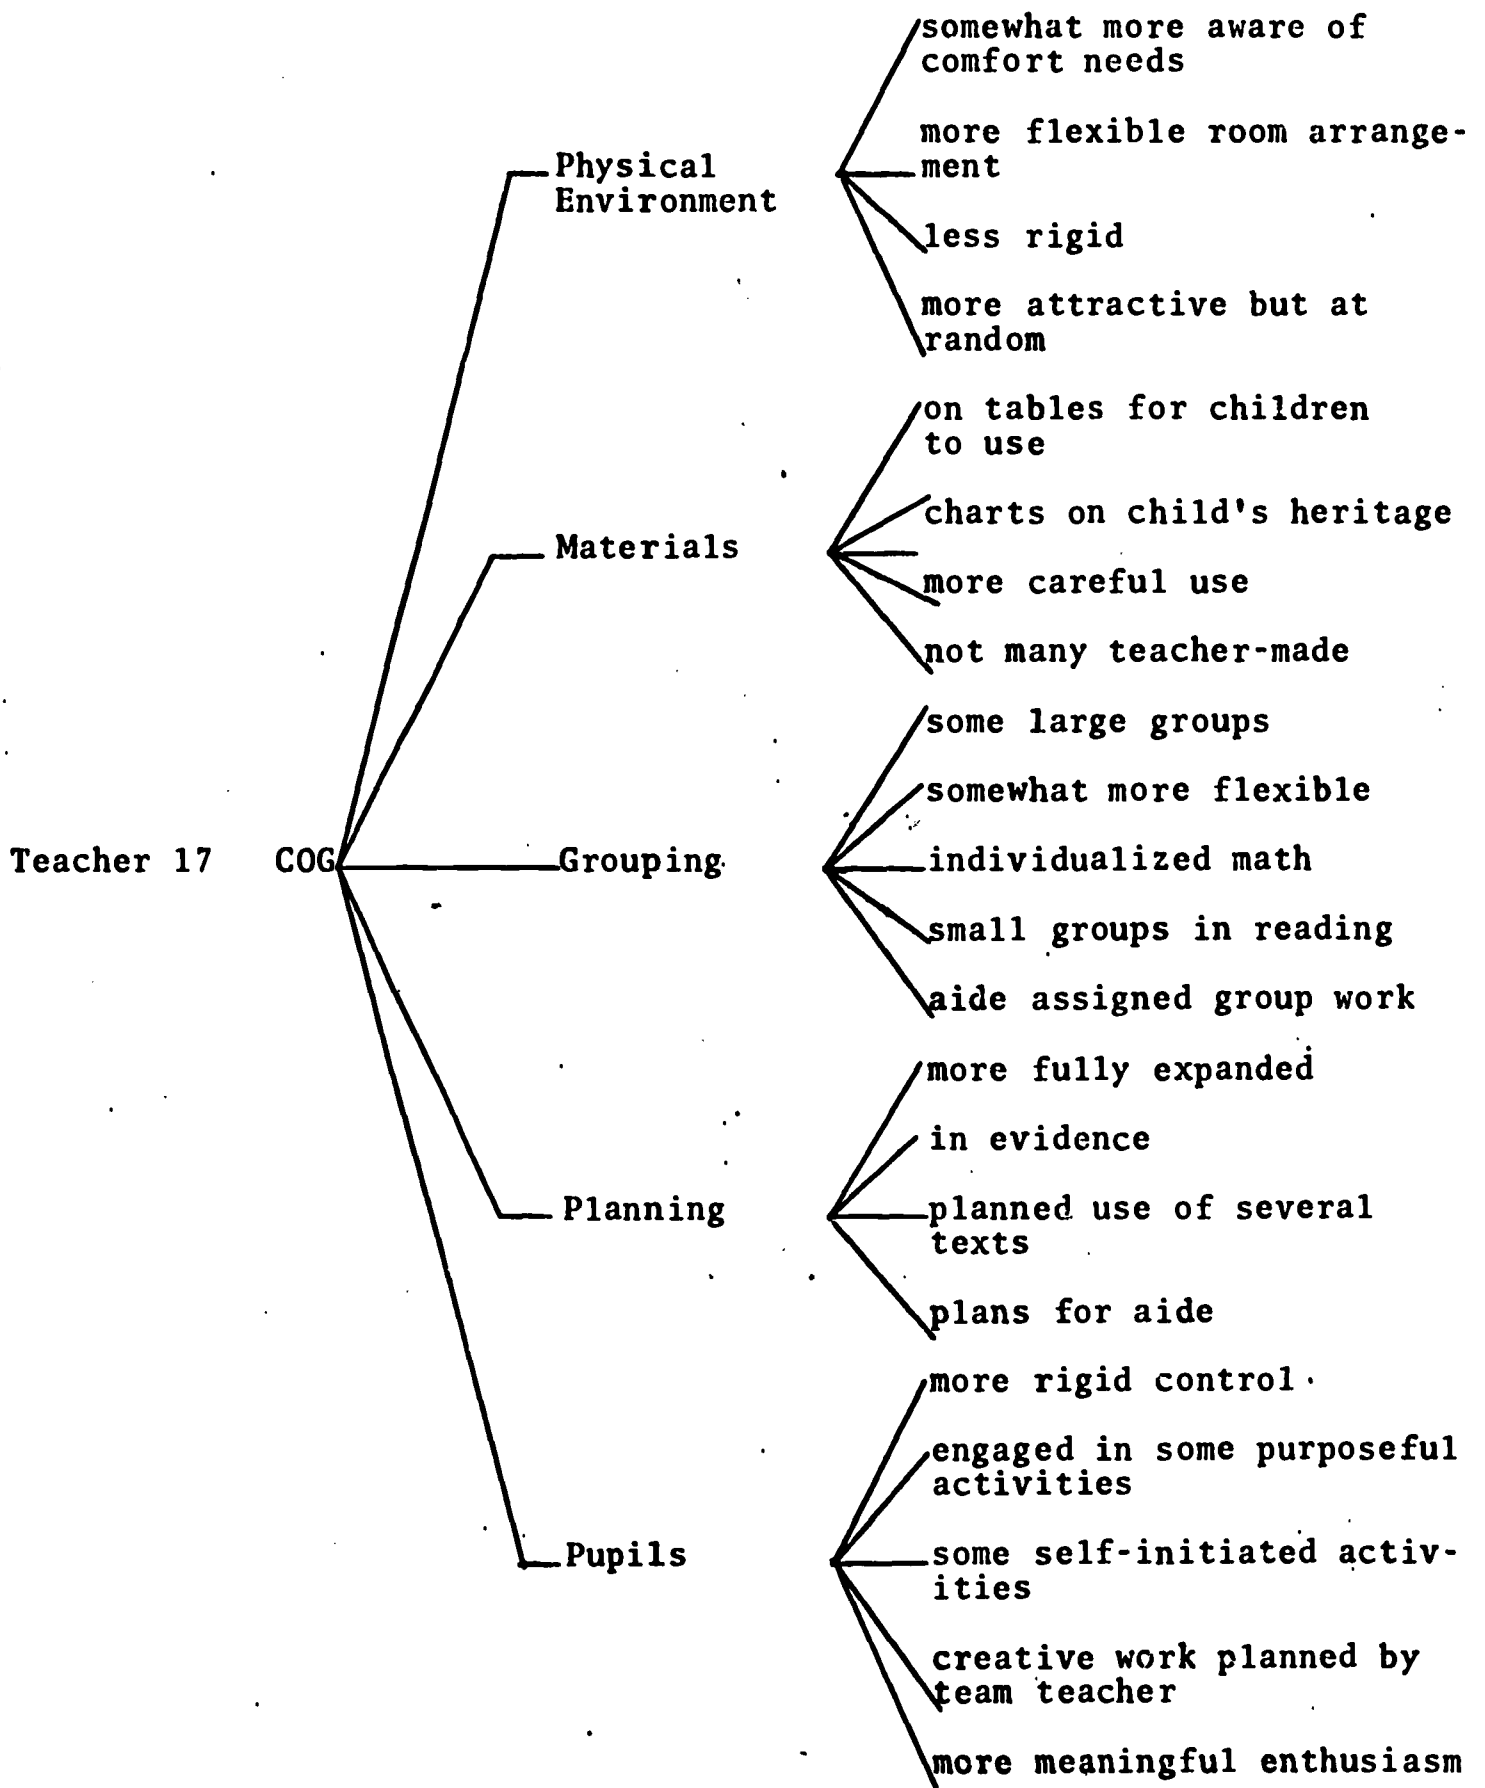 somewhat more aware of
comfort needs
more flexible room arrange-
ment
Physical
Environment
less rigid
more attractive but at
random
on tables for children
to use
charts on child's heritage
Materials
more careful use
not many teacher-made
some large groups
somewhat more flexible
Teacher 17 COG Grouping individualized math
small groups in reading
aide assigned group work
more fully expanded
in evidence
Planning
planned use of several
texts
plans for aide
more rigid control
engaged in some purposeful
activities
Pupils
some self-initiated activ-
ities
creative work planned by
team teacher
more meaningful enthusiasm